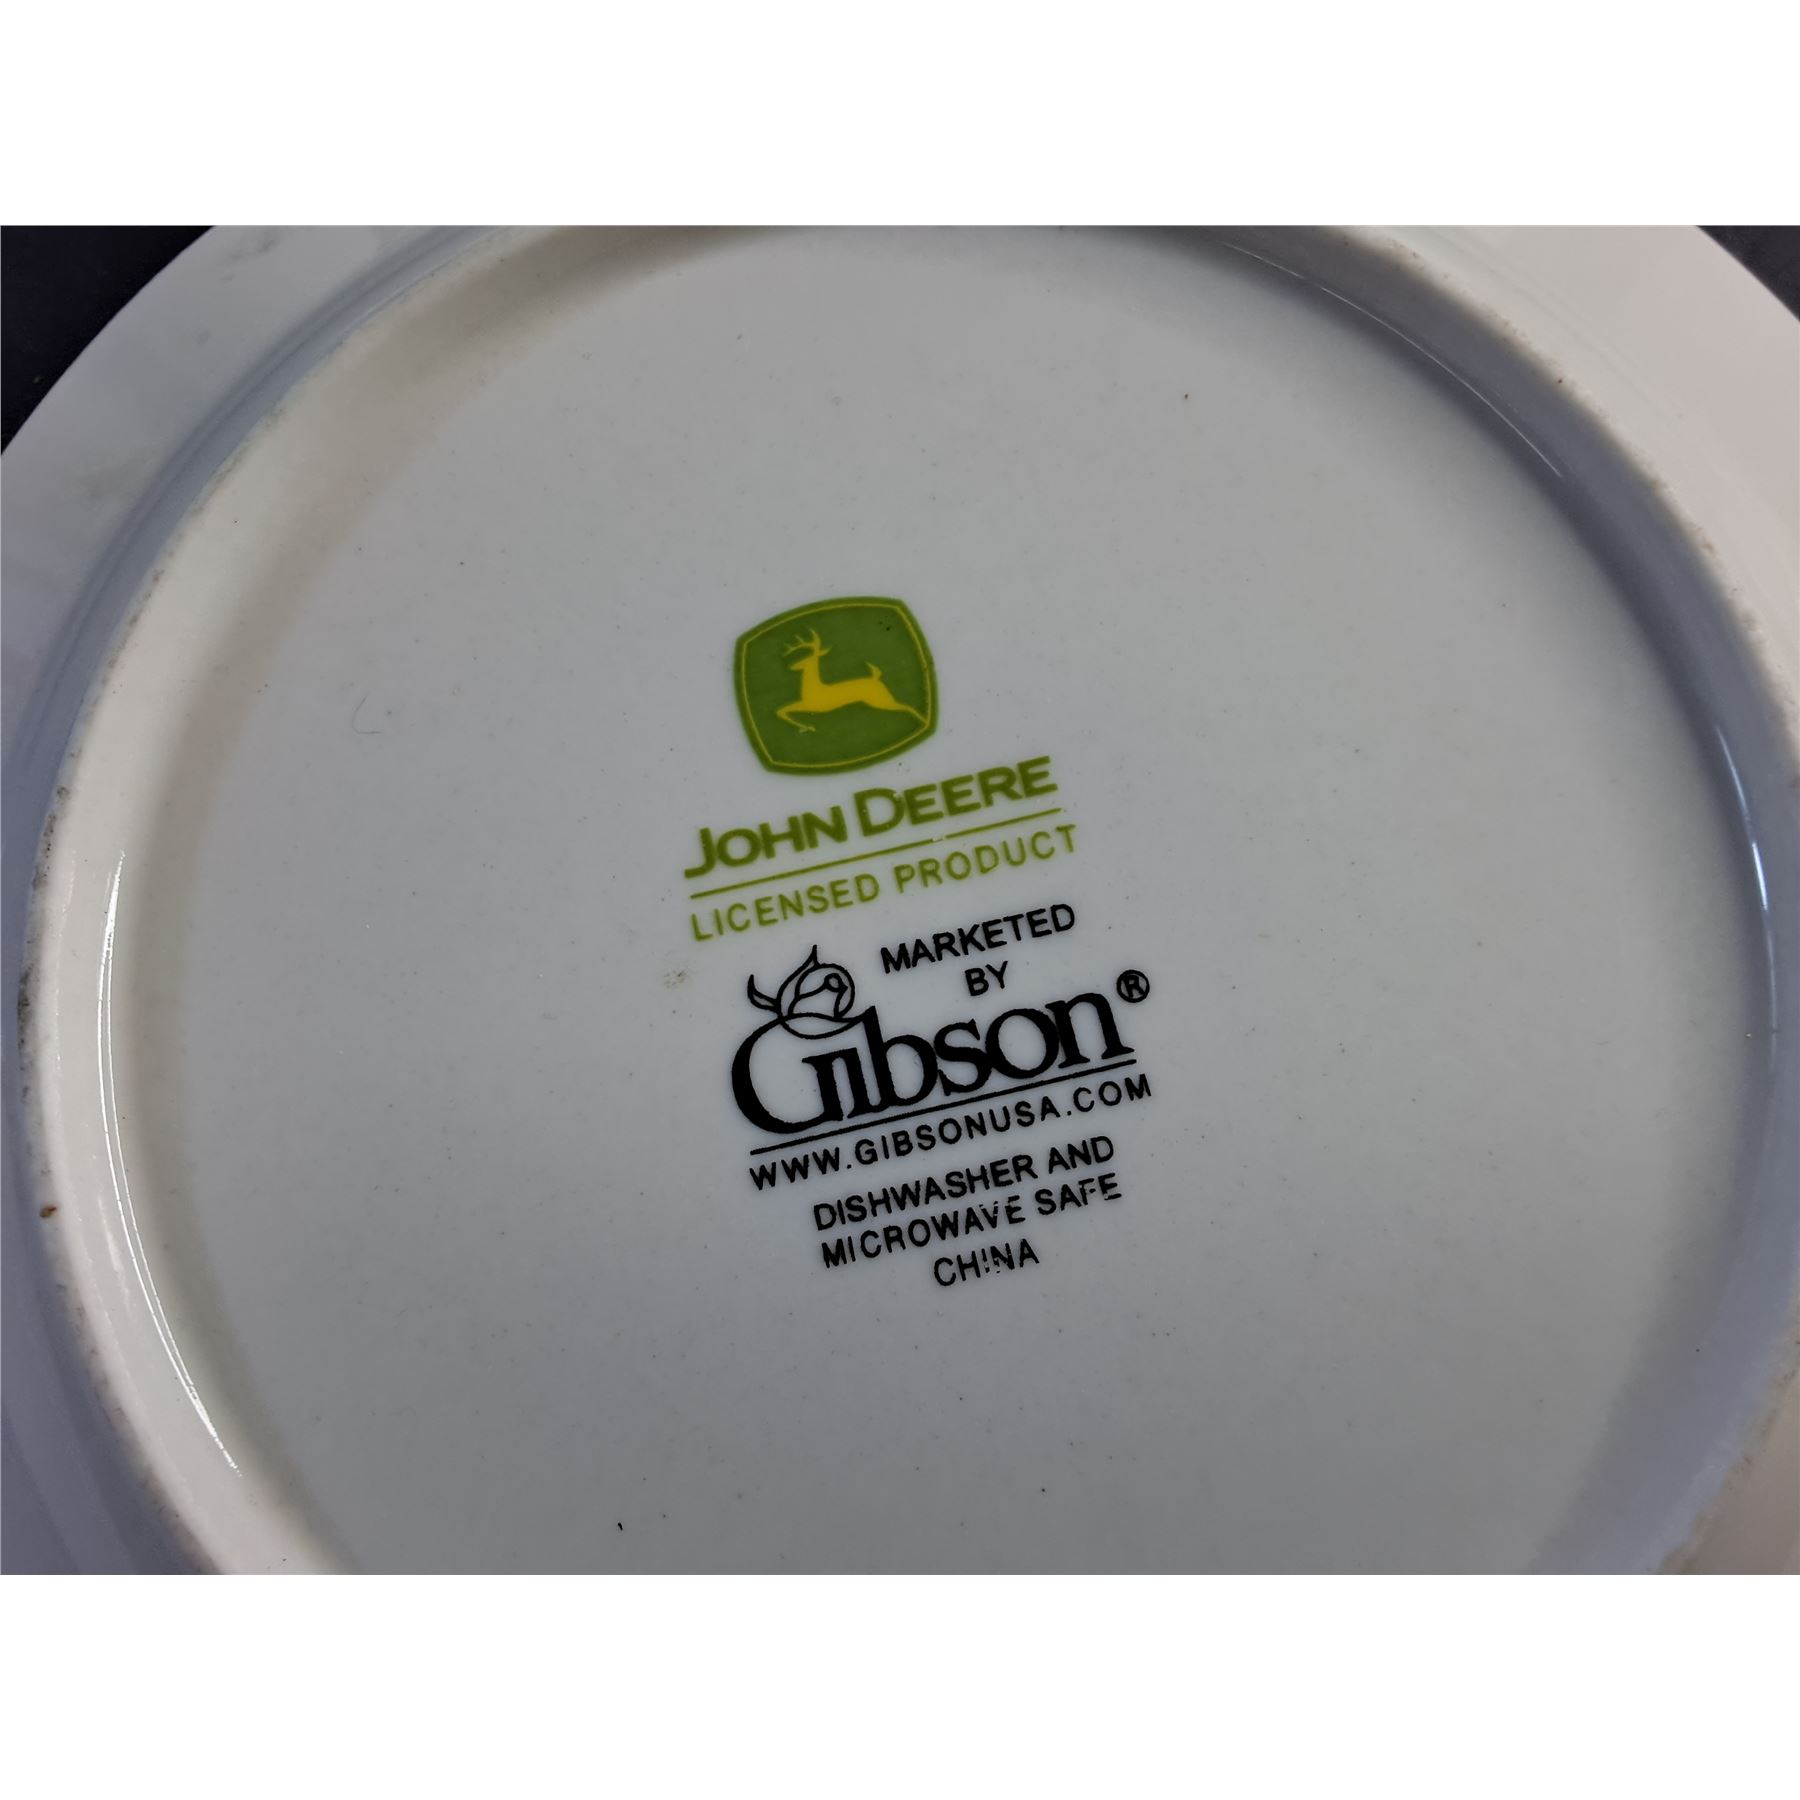 JOHN DEERE
LICENSED PRODUCT
MARKETED
BY
Gibson®
WWW.GIBSONUSA.COM
DISHWASHER AND
MICROWAVE SAFE
CHINA